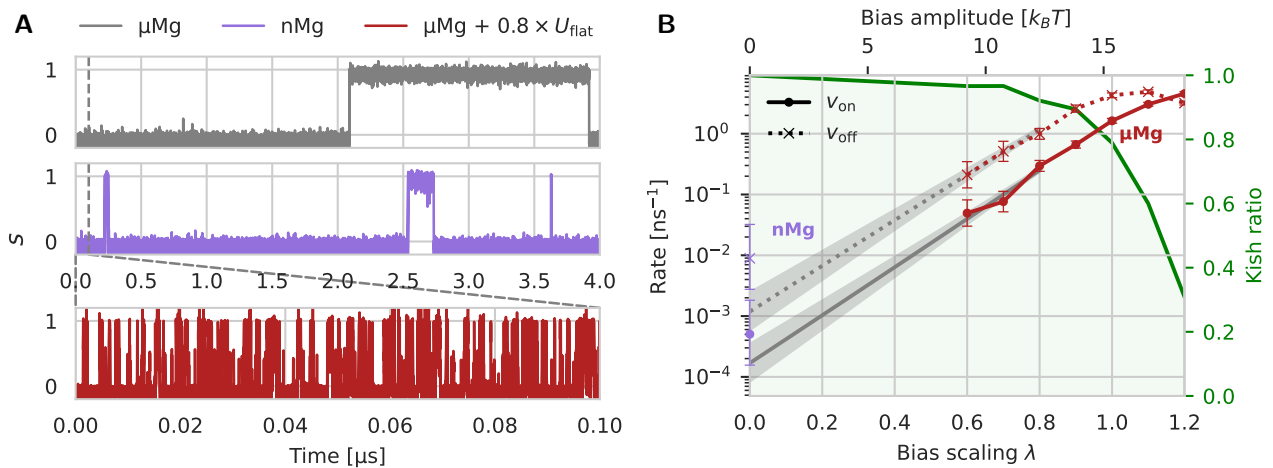 A
μMg nMg μMg + 0.8 × U_flat
1
0
1
0
s
0.0 0.5 1.0 1.5 2.0 2.5 3.0 3.5 4.0
1
0
0.00 0.02 0.04 0.06 0.08 0.10
Time [μs]
B
Bias amplitude [k_BT]
0 5 10 15
10⁰
10⁻¹
10⁻²
10⁻³
10⁻⁴
Rate [ns⁻¹]
ν_on
ν_off
μMg
nMg
1.0
0.8
0.6
0.4
0.2
0.0
Kish ratio
0.0 0.2 0.4 0.6 0.8 1.0 1.2
Bias scaling λ